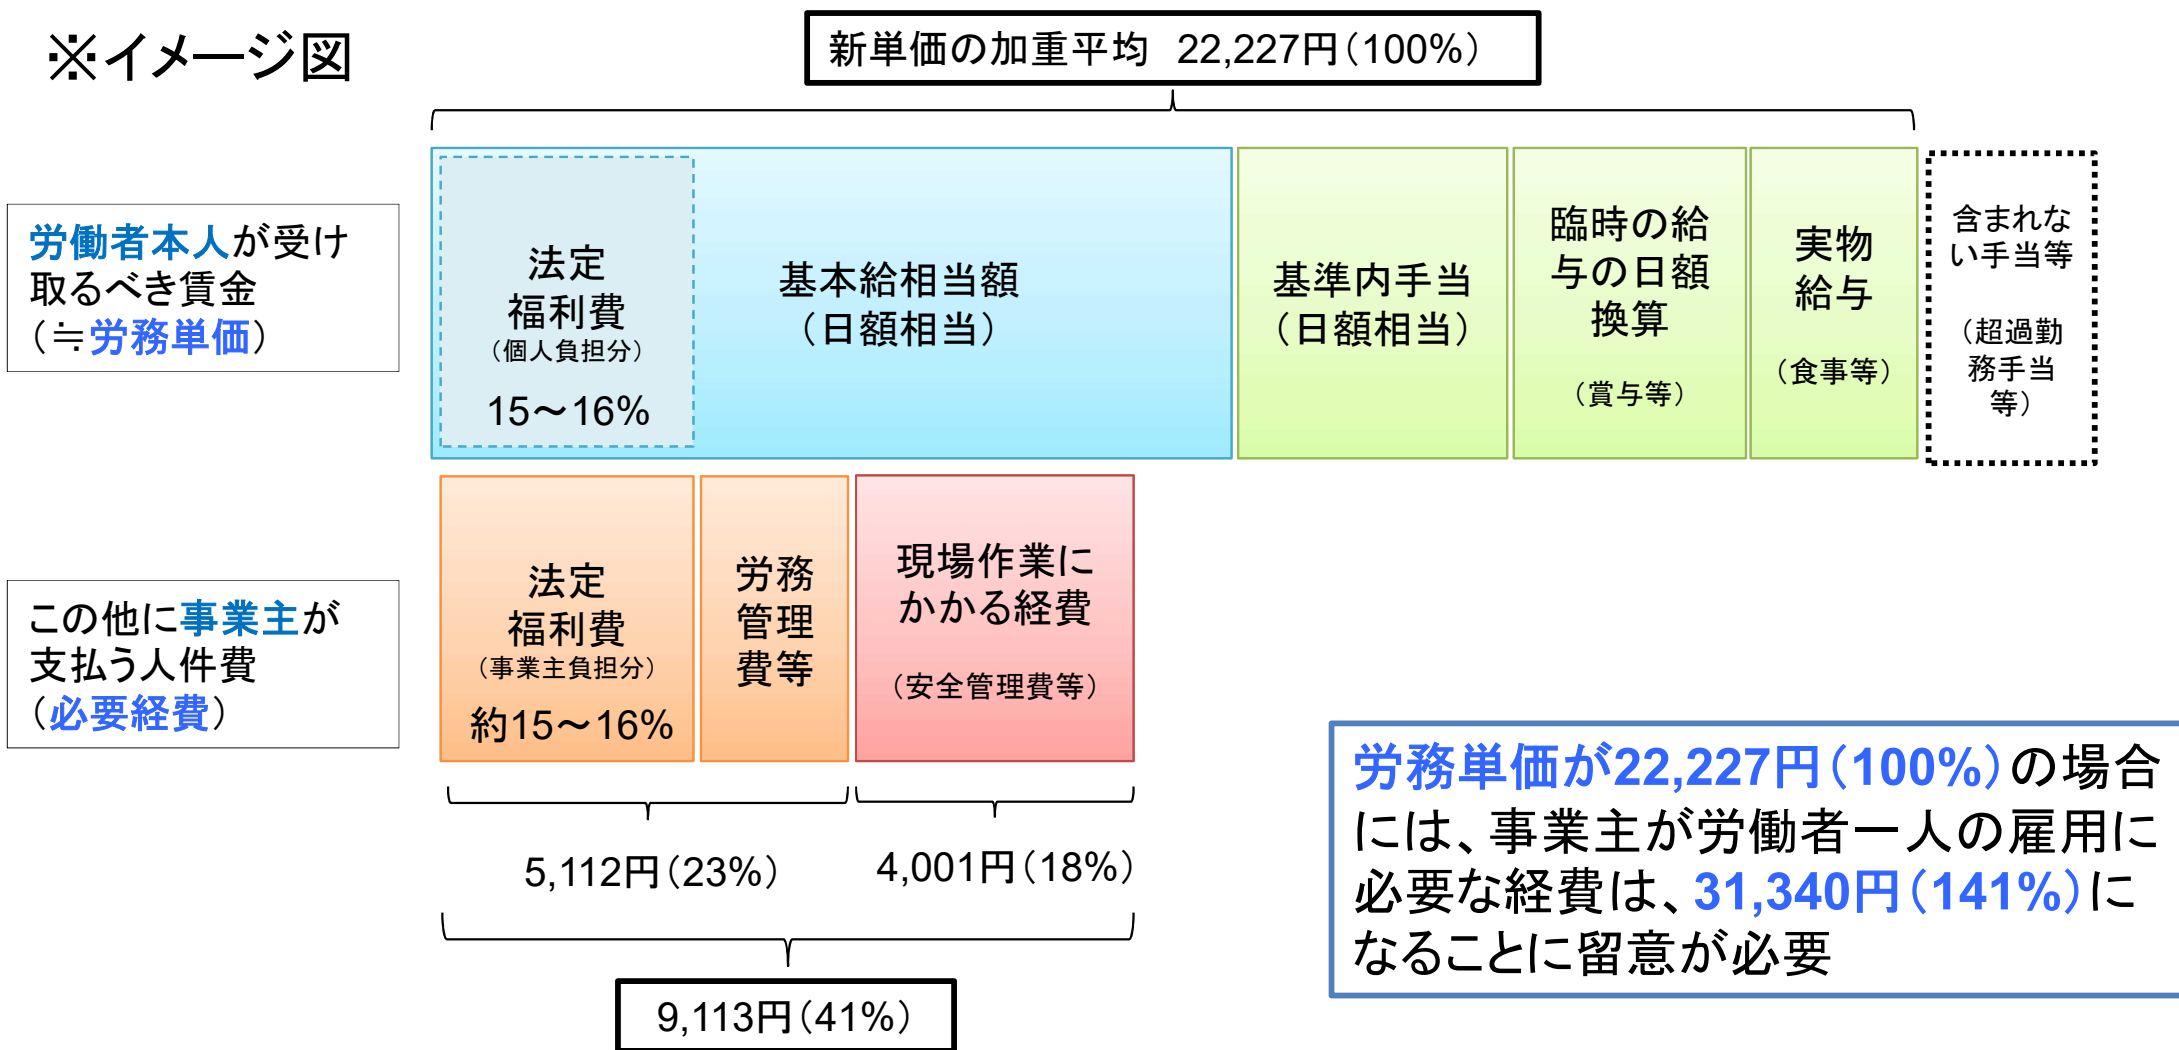 ※イメージ図
新単価の加重平均 22,227円（100%）
労働者本人が受け
取るべき賃金
（≒労務単価）
法定
福利費
（個人負担分）
15～16%
基本給相当額
（日額相当）
基準内手当
（日額相当）
臨時の給
与の日額
換算
（賞与等）
実物
給与
（食事等）
含まれな
い手当等
（超過勤
務手当
等）
この他に事業主が
支払う人件費
（必要経費）
法定
福利費
（事業主負担分）
約15～16%
労務
管理
費等
現場作業に
かかる経費
（安全管理費等）
5,112円（23%）
4,001円（18%）
9,113円（41%）
労務単価が22,227円（100%）の場合
には、事業主が労働者一人の雇用に
必要な経費は、31,340円（141%）に
なることに留意が必要